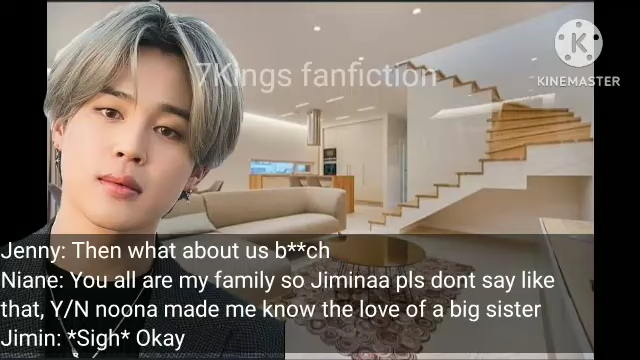 7Kings fanfiction
KINEMASTER
Jenny: Then what about us b**ch
Niane: You all are my family so Jiminaa pls dont say like
that, Y/N noona made me know the love of a big sister
Jimin: *Sigh* Okay